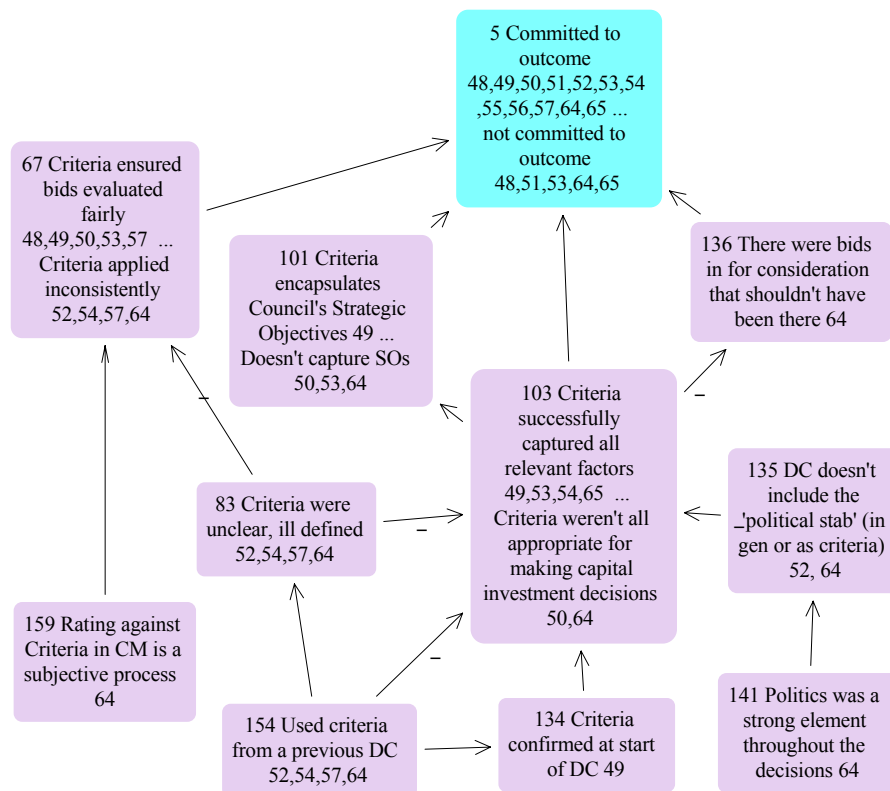 5 Committed to
outcome
48,49,50,51,52,53,54
,55,56,57,64,65 ...
not committed to
outcome
48,51,53,64,65
67 Criteria ensured
bids evaluated
fairly
48,49,50,53,57 ...
Criteria applied
inconsistently
52,54,57,64
101 Criteria
encapsulates
Council's Strategic
Objectives 49 ...
Doesn't capture SOs
50,53,64
136 There were bids
in for consideration
that shouldn't have
been there 64
103 Criteria
successfully
captured all
relevant factors
49,53,54,65 ...
Criteria weren't all
appropriate for
making capital
investment decisions
50,64
83 Criteria were
unclear, ill defined
52,54,57,64
135 DC doesn't
include the
'political stab' (in
gen or as criteria)
52, 64
159 Rating against
Criteria in CM is a
subjective process
64
154 Used criteria
from a previous DC
52,54,57,64
134 Criteria
confirmed at start
of DC 49
141 Politics was a
strong element
throughout the
decisions 64
–
–
–
–
–